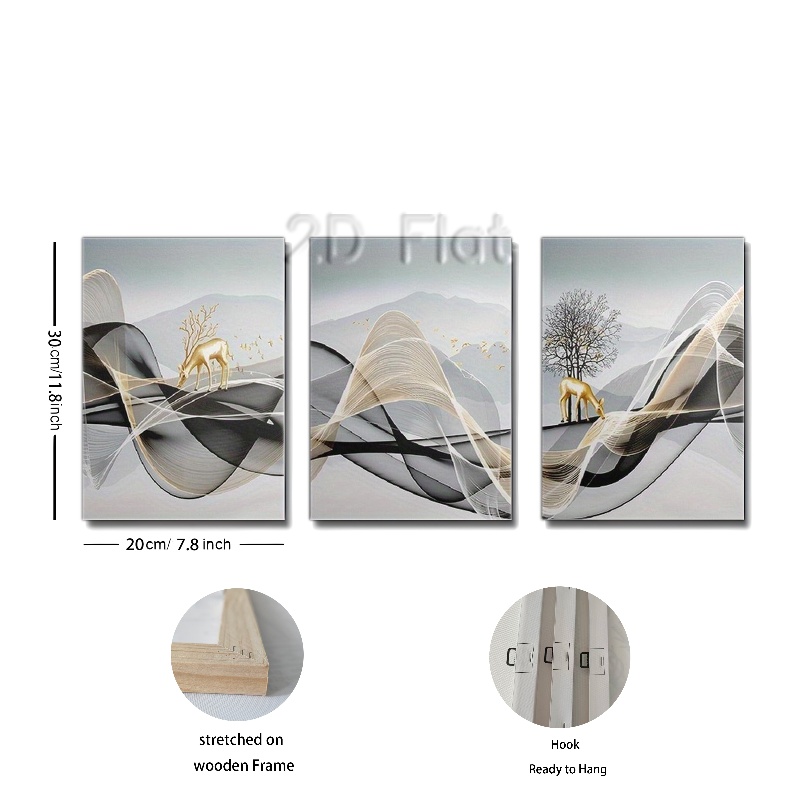 2D Flat
30cm/11.8inch
20cm/ 7.8 inch
stretched on
wooden Frame
Hook
Ready to Hang